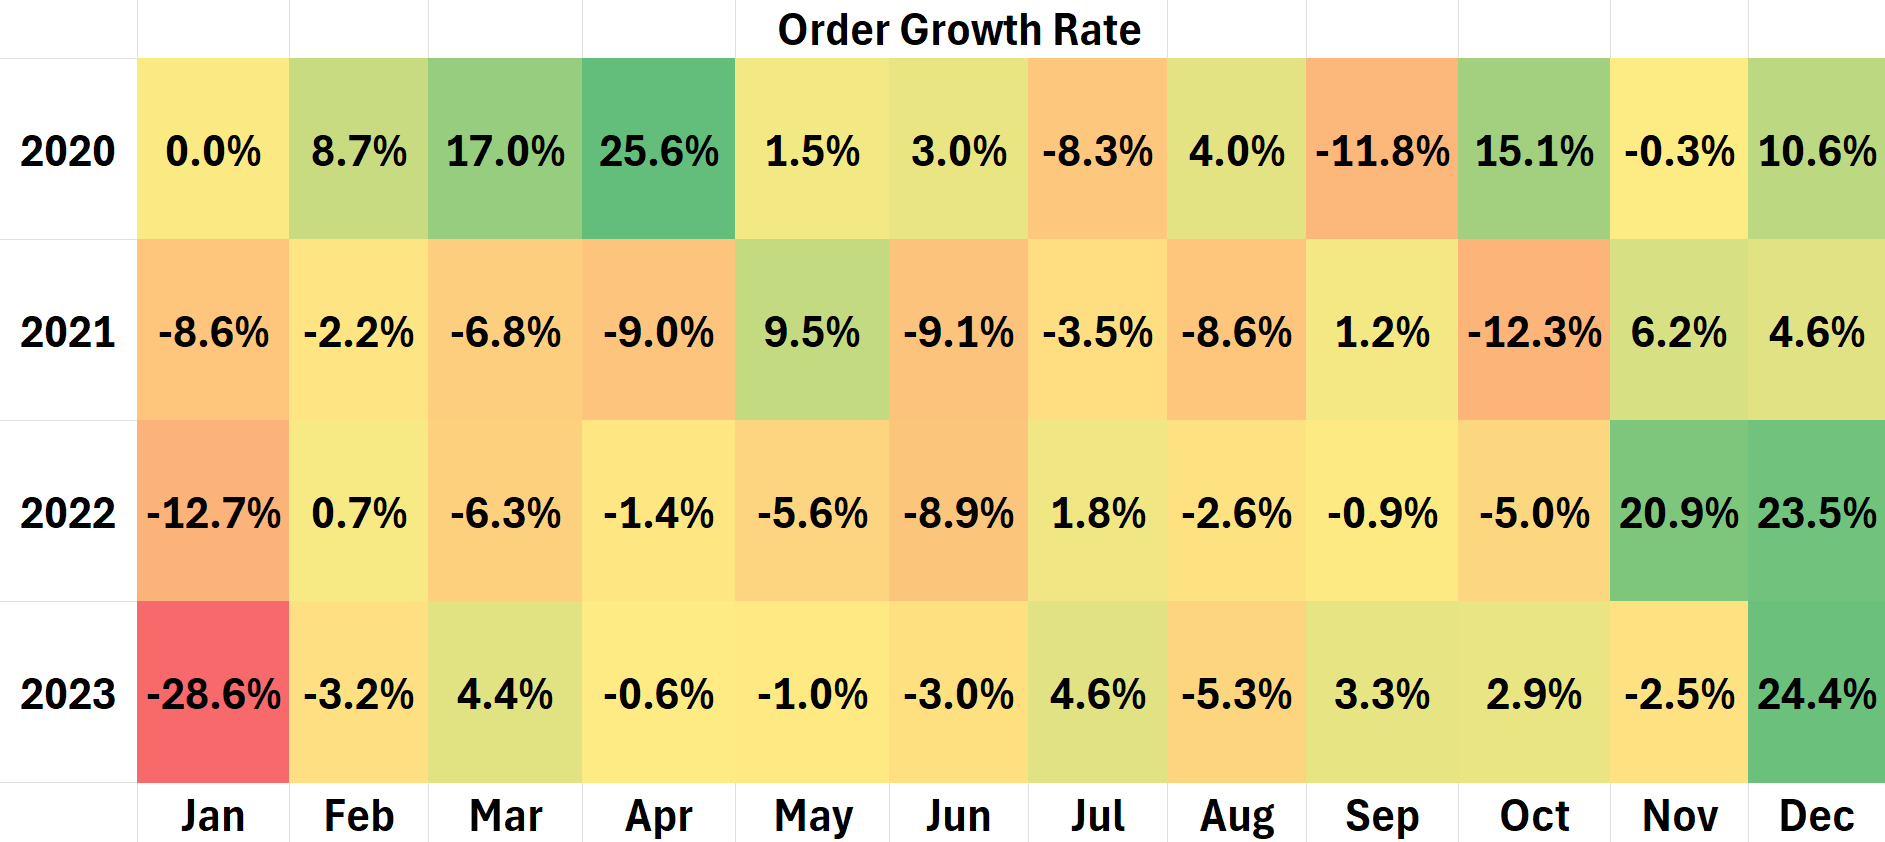 Order Growth Rate
2020 0.0% 8.7% 17.0% 25.6% 1.5% 3.0% -8.3% 4.0% -11.8% 15.1% -0.3% 10.6%
2021 -8.6% -2.2% -6.8% -9.0% 9.5% -9.1% -3.5% -8.6% 1.2% -12.3% 6.2% 4.6%
2022 -12.7% 0.7% -6.3% -1.4% -5.6% -8.9% 1.8% -2.6% -0.9% -5.0% 20.9% 23.5%
2023 -28.6% -3.2% 4.4% -0.6% -1.0% -3.0% 4.6% -5.3% 3.3% 2.9% -2.5% 24.4%
Jan Feb Mar Apr May Jun Jul Aug Sep Oct Nov Dec